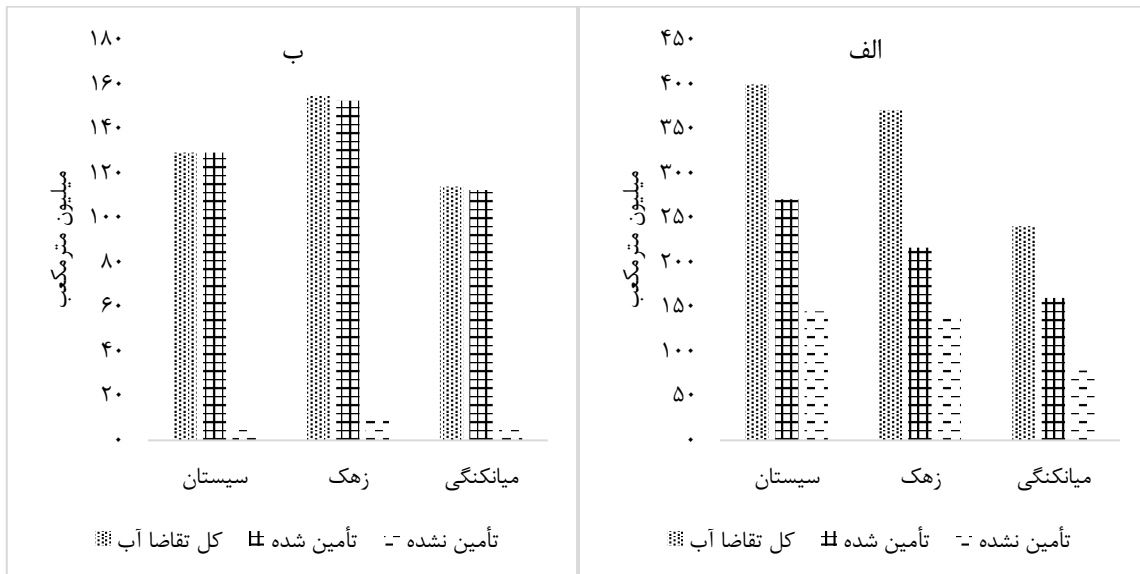 الف
۴۵۰
۴۰۰
۳۵۰
۳۰۰
۲۵۰
۲۰۰
۱۵۰
۱۰۰
۵۰
۰
میلیون مترمکعب
سیستان زهک میانکنگی
کل تقاضا آب تأمین شده تأمین نشده
ب
۱۸۰
۱۶۰
۱۴۰
۱۲۰
۱۰۰
۸۰
۶۰
۴۰
۲۰
۰
میلیون مترمکعب
سیستان زهک میانکنگی
کل تقاضا آب تأمین شده تأمین نشده